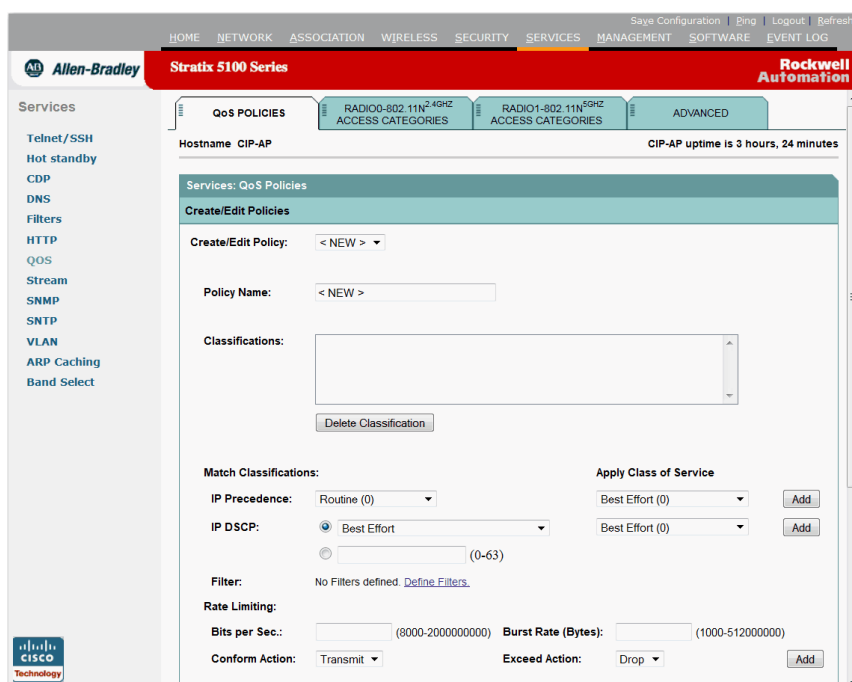 Save Configuration | Ping | Logout | Refresh
HOME NETWORK ASSOCIATION WIRELESS SECURITY SERVICES MANAGEMENT SOFTWARE EVENT LOG
AB Allen-Bradley
Stratix 5100 Series
Rockwell
Automation
Services
Telnet/SSH
Hot standby
CDP
DNS
Filters
HTTP
QOS
Stream
SNMP
SNTP
VLAN
ARP Caching
Band Select
QoS POLICIES
RADIO0-802.11N2.4GHZ
ACCESS CATEGORIES
RADIO1-802.11N5GHZ
ACCESS CATEGORIES
ADVANCED
Hostname CIP-AP
CIP-AP uptime is 3 hours, 24 minutes
Services: QoS Policies
Create/Edit Policies
Create/Edit Policy: < NEW >
Policy Name: < NEW >
Classifications:
Delete Classification
Match Classifications: Apply Class of Service
IP Precedence: Routine (0) Best Effort (0) Add
IP DSCP: Best Effort Best Effort (0) Add
(0-63)
Filter: No Filters defined. Define Filters.
Rate Limiting:
Bits per Sec.: (8000-2000000000) Burst Rate (Bytes): (1000-512000000)
Conform Action: Transmit Exceed Action: Drop Add
CISCO
Technology